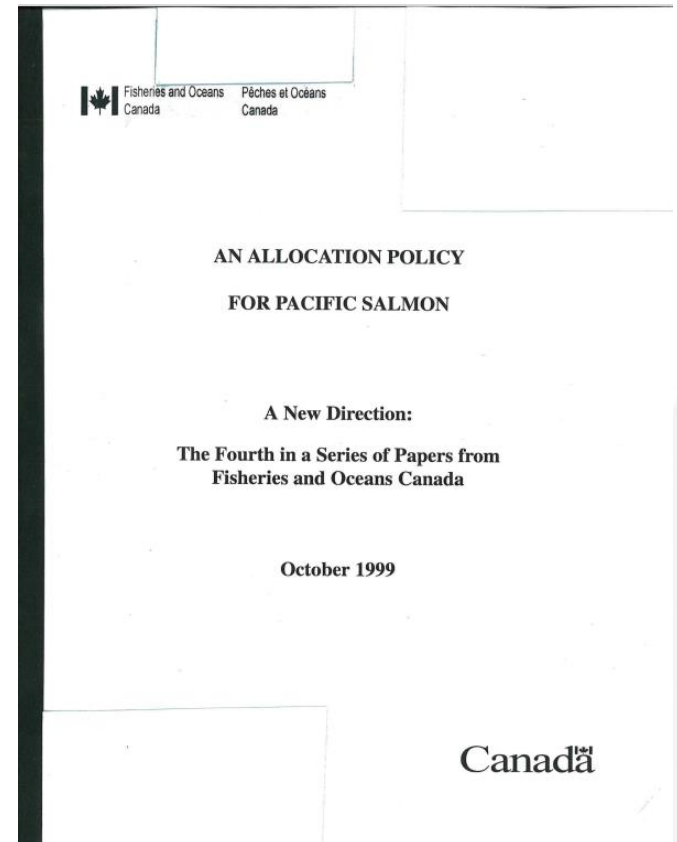 Fisheries and Oceans Pêches et Océans
Canada Canada
AN ALLOCATION POLICY
FOR PACIFIC SALMON
A New Direction:
The Fourth in a Series of Papers from
Fisheries and Oceans Canada
October 1999
Canada